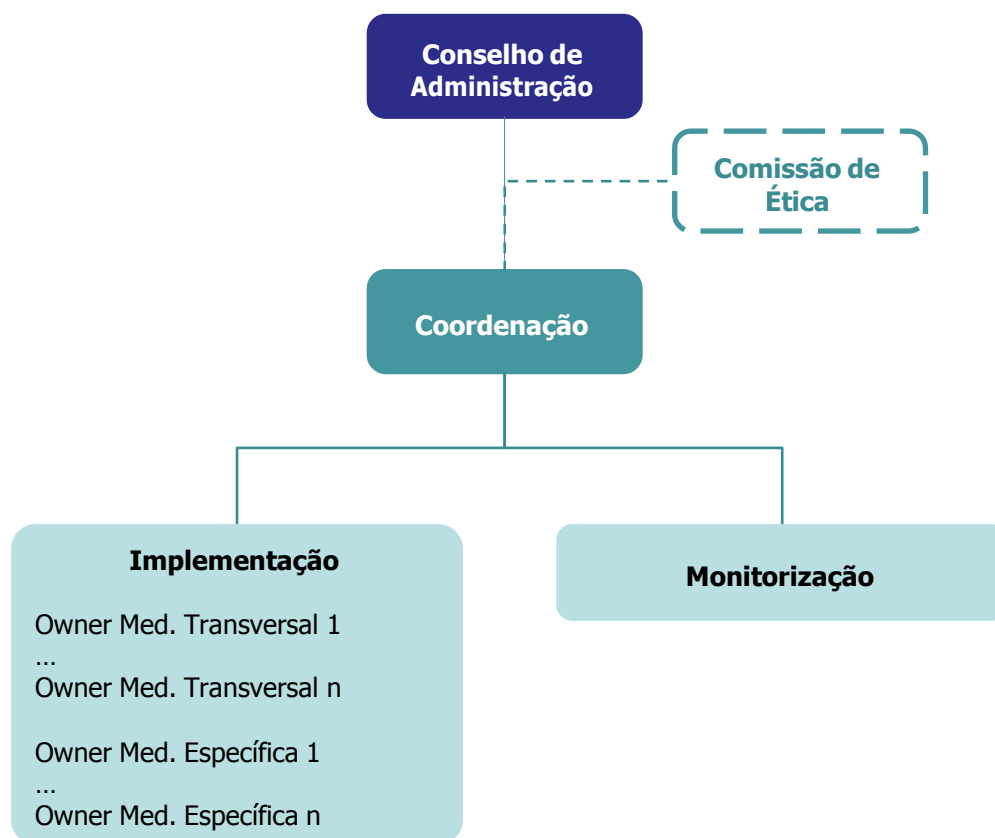 Conselho de
Administração
Comissão de
Ética
Coordenação
Implementação
Owner Med. Transversal 1
…
Owner Med. Transversal n
Owner Med. Específica 1
…
Owner Med. Específica n
Monitorização